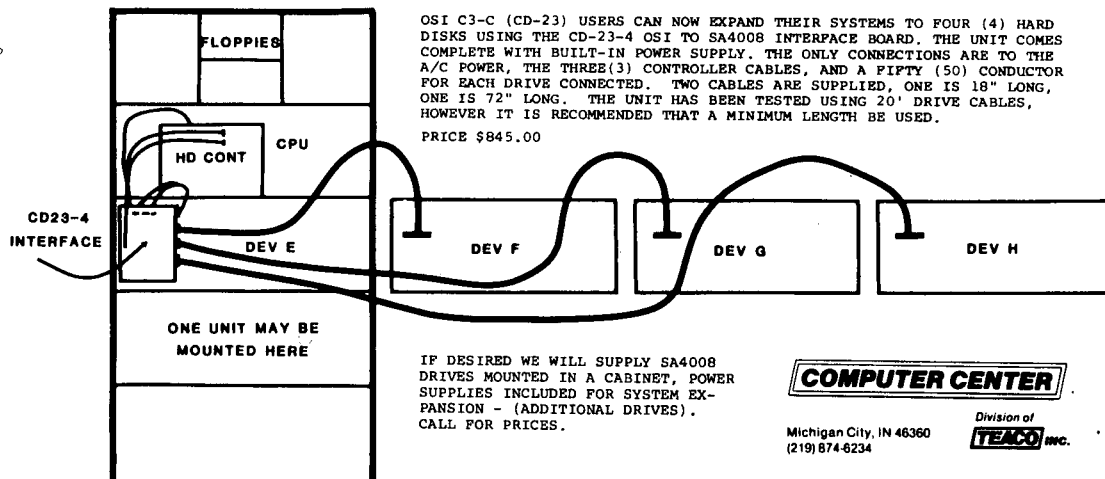 OSI C3-C (CD-23) USERS CAN NOW EXPAND THEIR SYSTEMS TO FOUR (4) HARD
DISKS USING THE CD-23-4 OSI TO SA4008 INTERFACE BOARD. THE UNIT COMES
COMPLETE WITH BUILT-IN POWER SUPPLY. THE ONLY CONNECTIONS ARE TO THE
A/C POWER, THE THREE(3) CONTROLLER CABLES, AND A FIFTY (50) CONDUCTOR
FOR EACH DRIVE CONNECTED. TWO CABLES ARE SUPPLIED, ONE IS 18" LONG,
ONE IS 72" LONG. THE UNIT HAS BEEN TESTED USING 20' DRIVE CABLES,
HOWEVER IT IS RECOMMENDED THAT A MINIMUM LENGTH BE USED.
PRICE $845.00
FLOPPIES
HD CONT
CPU
CD23-4
INTERFACE
DEV E
DEV F
DEV G
DEV H
ONE UNIT MAY BE
MOUNTED HERE
IF DESIRED WE WILL SUPPLY SA4008
DRIVES MOUNTED IN A CABINET, POWER
SUPPLIES INCLUDED FOR SYSTEM EX-
PANSION - (ADDITIONAL DRIVES).
CALL FOR PRICES.
COMPUTER CENTER
Division of
TEACO INC.
Michigan City, IN 46360
(219) 874-6234